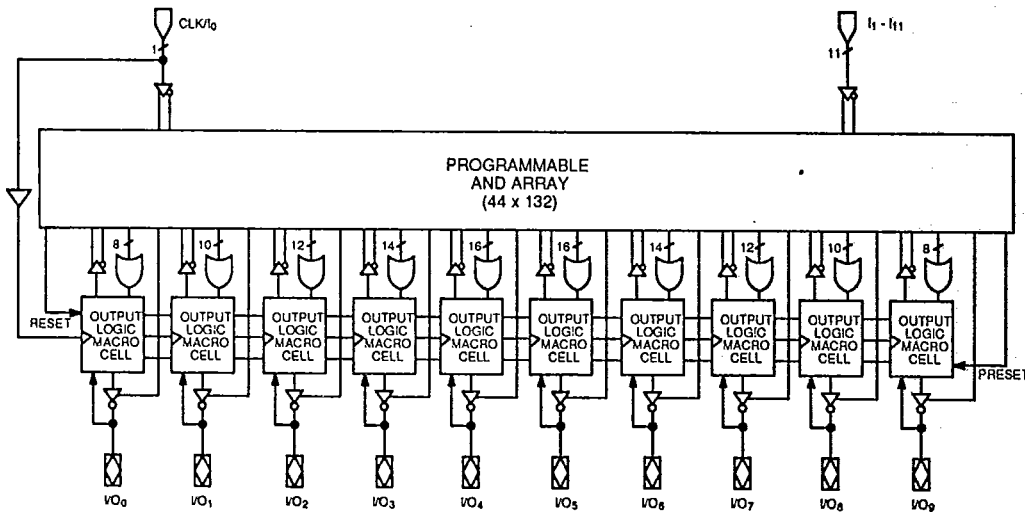 CLK/I0
I1 - I11
1
11
PROGRAMMABLE
AND ARRAY
(44 x 132)
8
10
12
14
16
16
14
12
10
8
RESET
OUTPUT
LOGIC
MACRO
CELL
OUTPUT
LOGIC
MACRO
CELL
OUTPUT
LOGIC
MACRO
CELL
OUTPUT
LOGIC
MACRO
CELL
OUTPUT
LOGIC
MACRO
CELL
OUTPUT
LOGIC
MACRO
CELL
OUTPUT
LOGIC
MACRO
CELL
OUTPUT
LOGIC
MACRO
CELL
OUTPUT
LOGIC
MACRO
CELL
OUTPUT
LOGIC
MACRO
CELL
PRESET
I/O0
I/O1
I/O2
I/O3
I/O4
I/O5
I/O6
I/O7
I/O8
I/O9